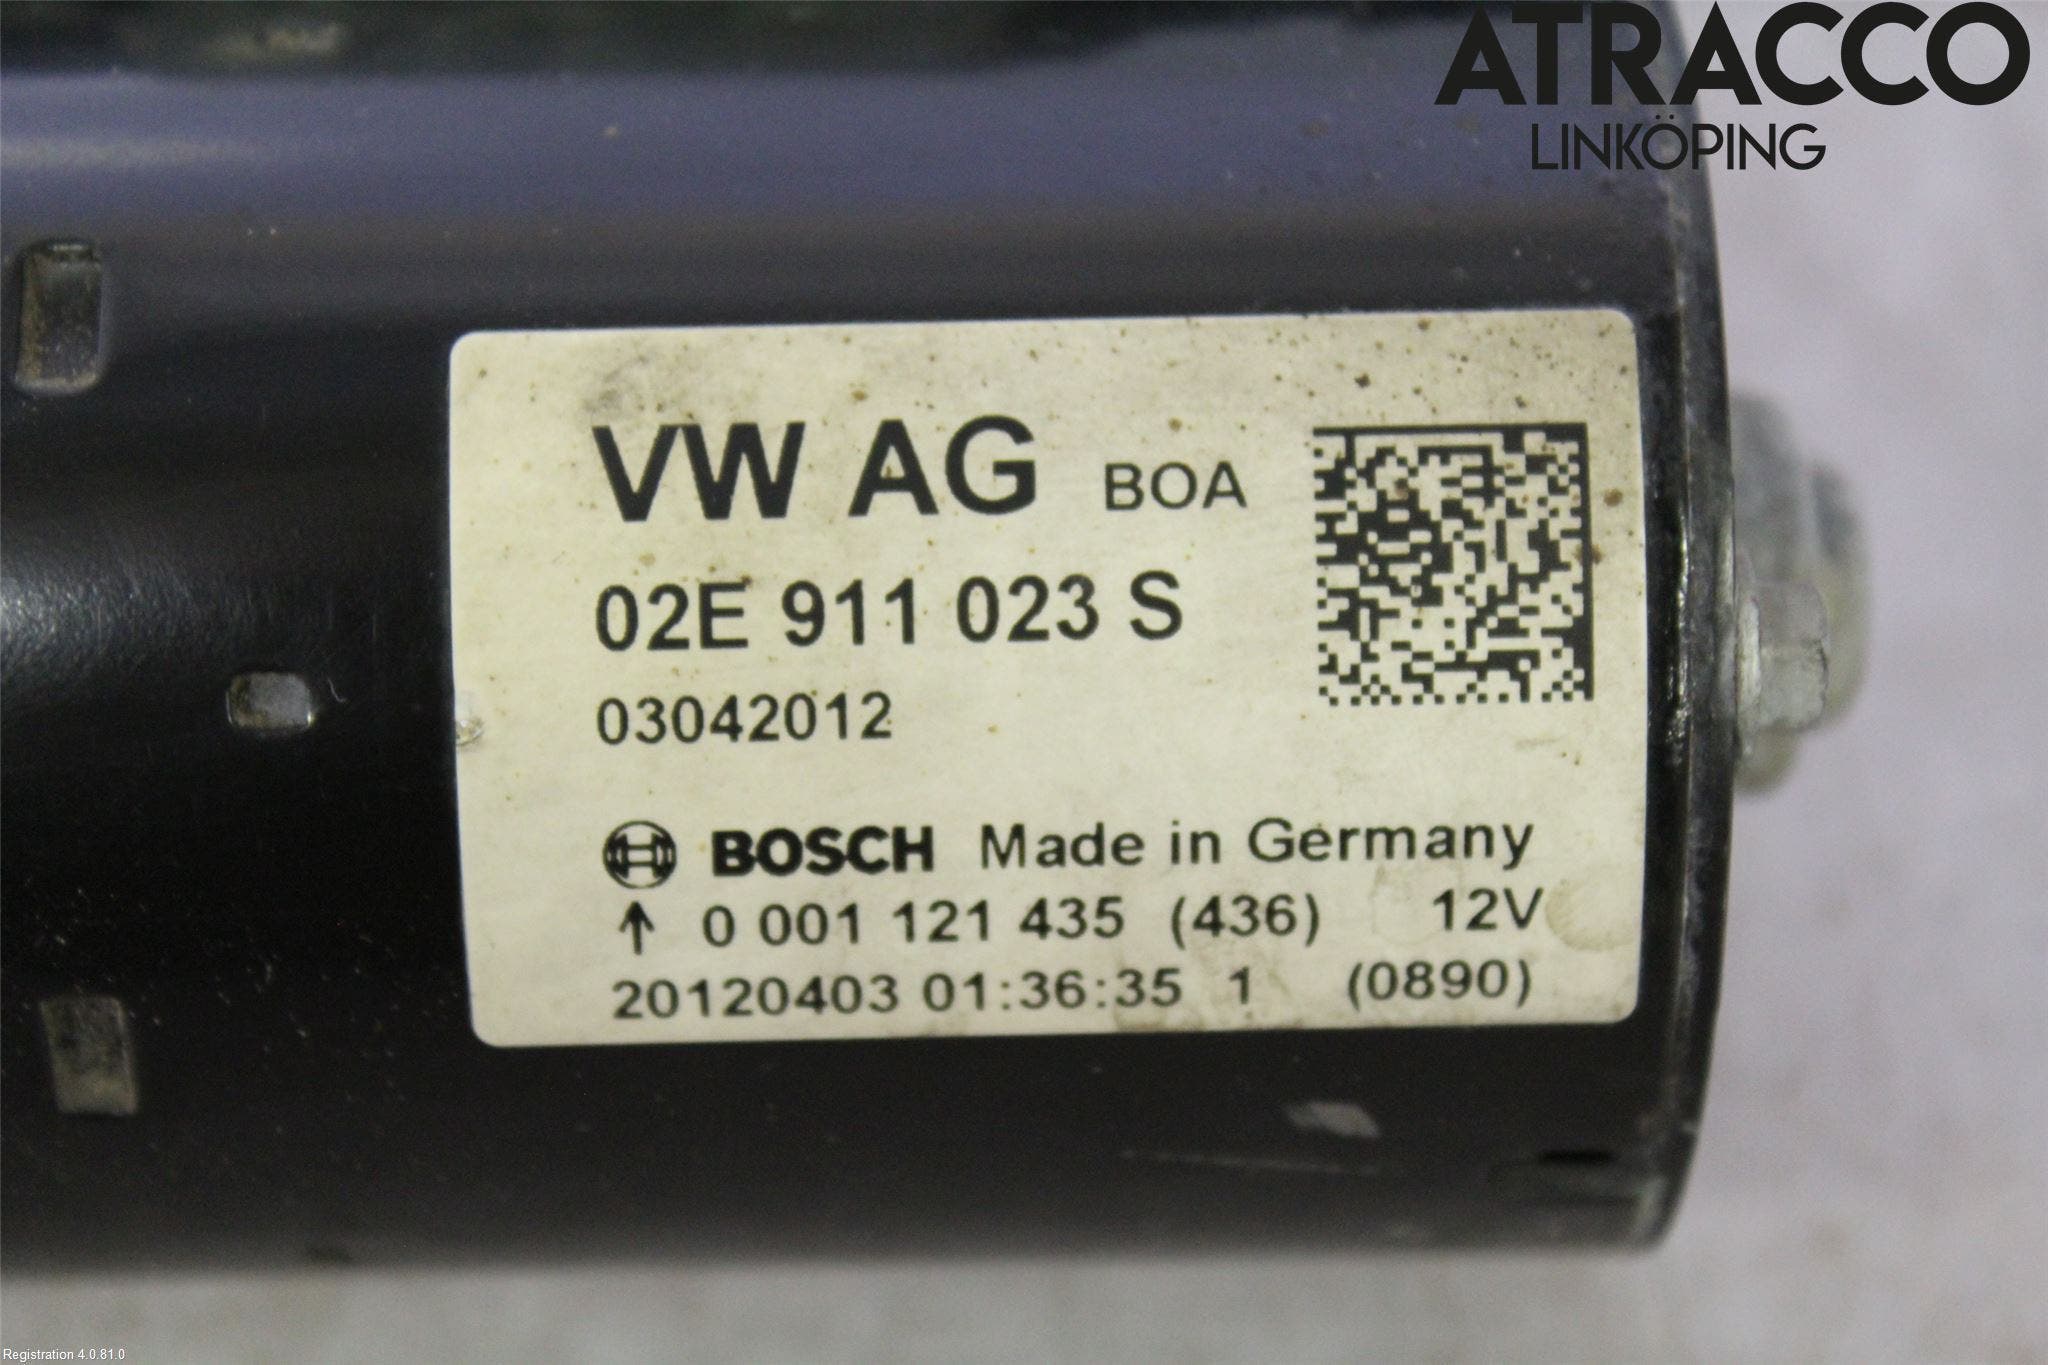 ATRACCO
LINKÖPING
VW AG BOA
02E 911 023 S
03042012
BOSCH Made in Germany
↑ 0 001 121 435 (436) 12V
20120403 01:36:35 1 (0890)
Registration 4.0.81.0